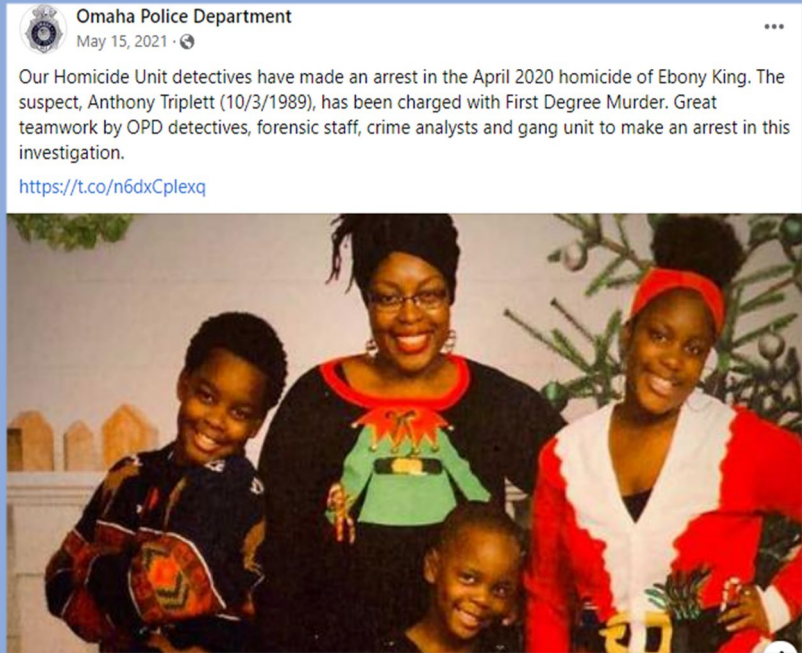 Omaha Police Department
May 15, 2021 ·
Our Homicide Unit detectives have made an arrest in the April 2020 homicide of Ebony King. The
suspect, Anthony Triplett (10/3/1989), has been charged with First Degree Murder. Great
teamwork by OPD detectives, forensic staff, crime analysts and gang unit to make an arrest in this
investigation.
https://t.co/n6dxCplexq